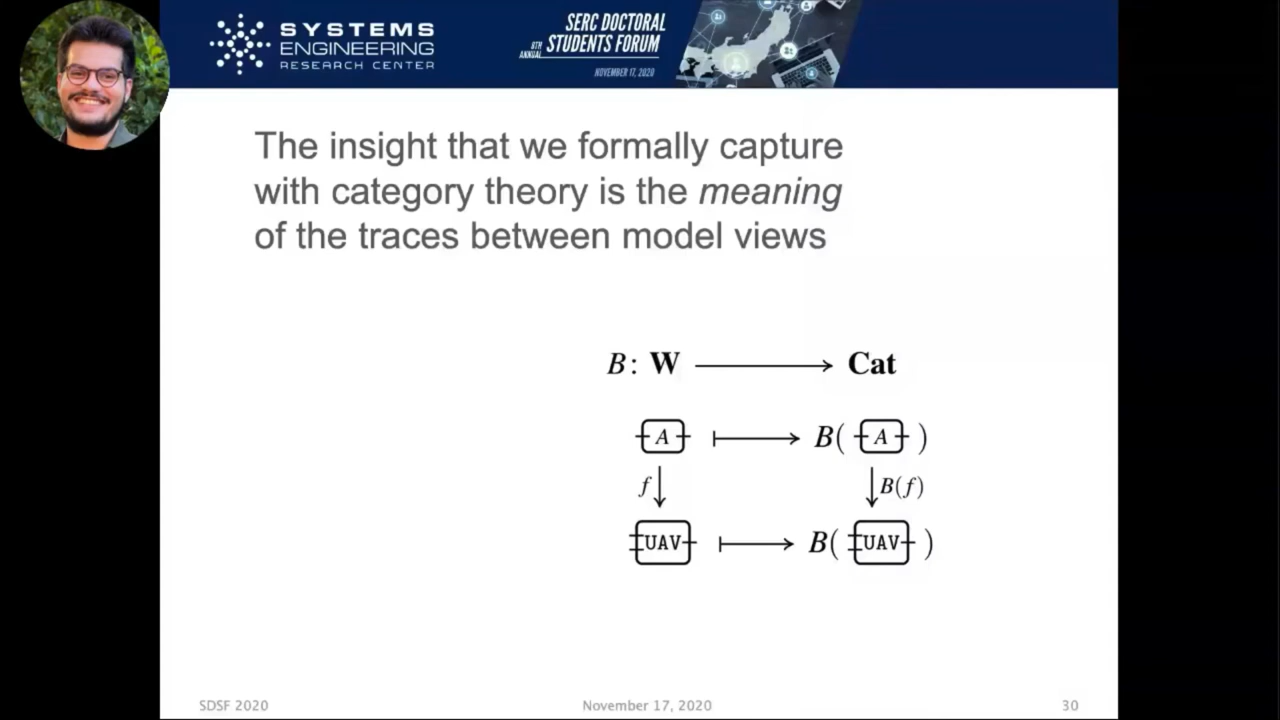 SYSTEMS
ENGINEERING
RESEARCH CENTER
SERC DOCTORAL
8TH ANNUAL STUDENTS FORUM
NOVEMBER 17, 2020
The insight that we formally capture
with category theory is the meaning
of the traces between model views
B: W ⟶ Cat
A ⟼ B( A )
f↓ ↓B(f)
UAV ⟼ B( UAV )
SDSF 2020 November 17, 2020 30